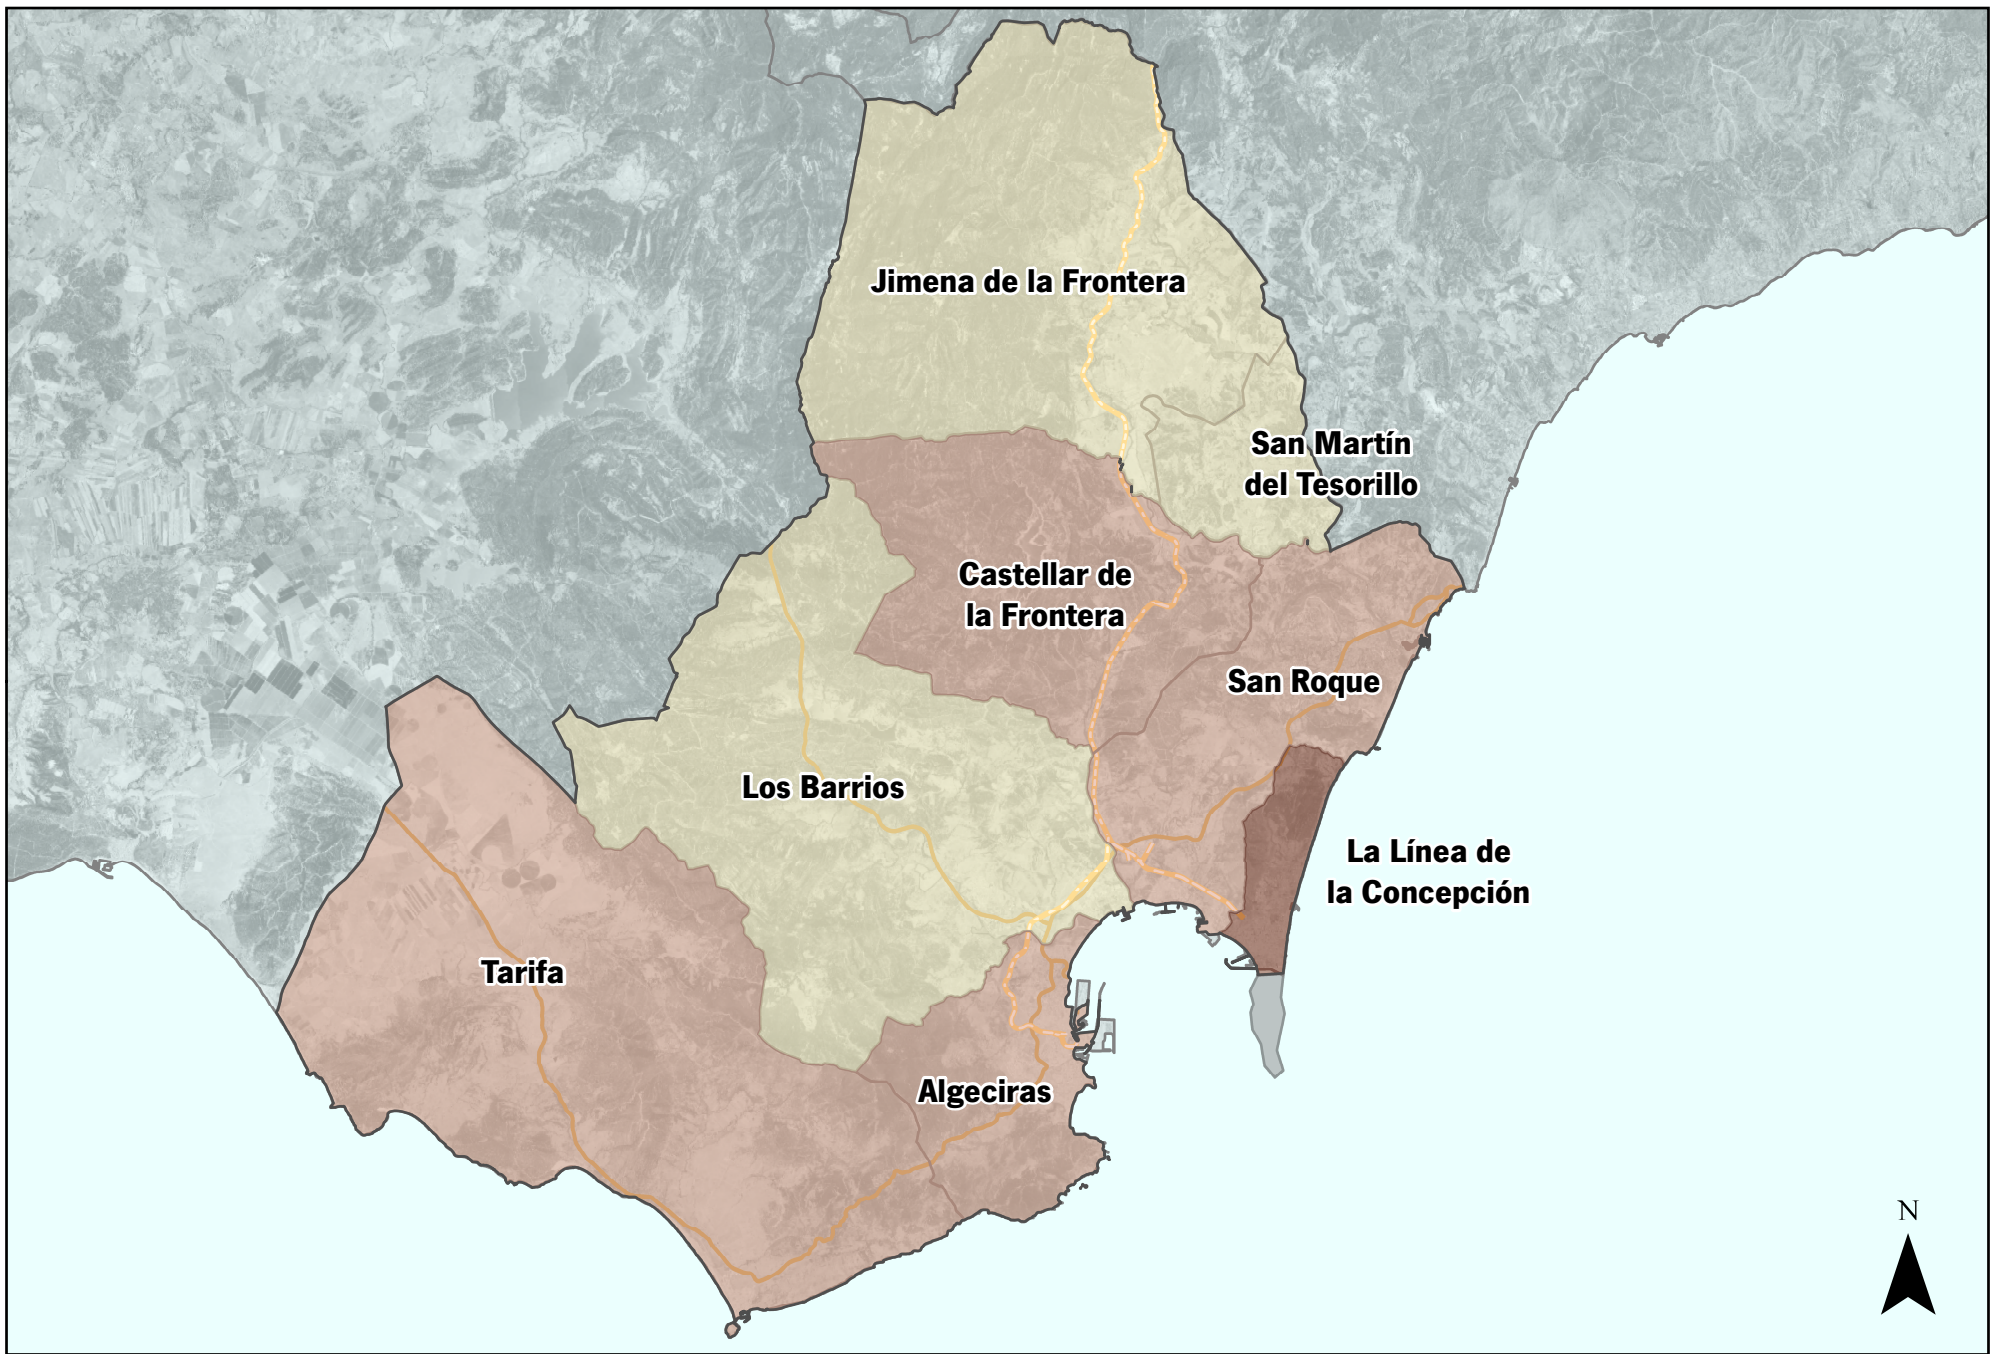 Jimena de la Frontera
San Martín
del Tesorillo
Castellar de
la Frontera
San Roque
Los Barrios
La Línea de
la Concepción
Tarifa
Algeciras
N